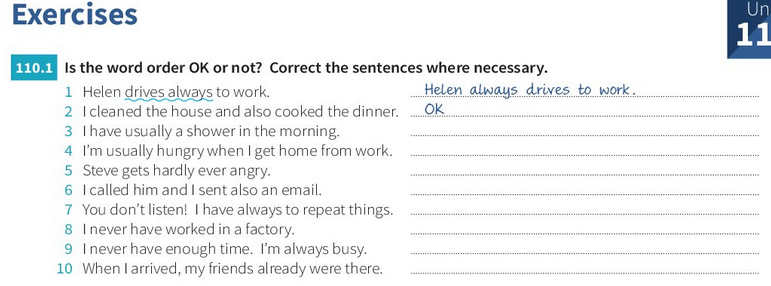 Exercises
Un
11
110.1 Is the word order OK or not? Correct the sentences where necessary.
1 Helen drives always to work. Helen always drives to work.
2 I cleaned the house and also cooked the dinner. OK
3 I have usually a shower in the morning.
4 I'm usually hungry when I get home from work.
5 Steve gets hardly ever angry.
6 I called him and I sent also an email.
7 You don't listen! I have always to repeat things.
8 I never have worked in a factory.
9 I never have enough time. I'm always busy.
10 When I arrived, my friends already were there.